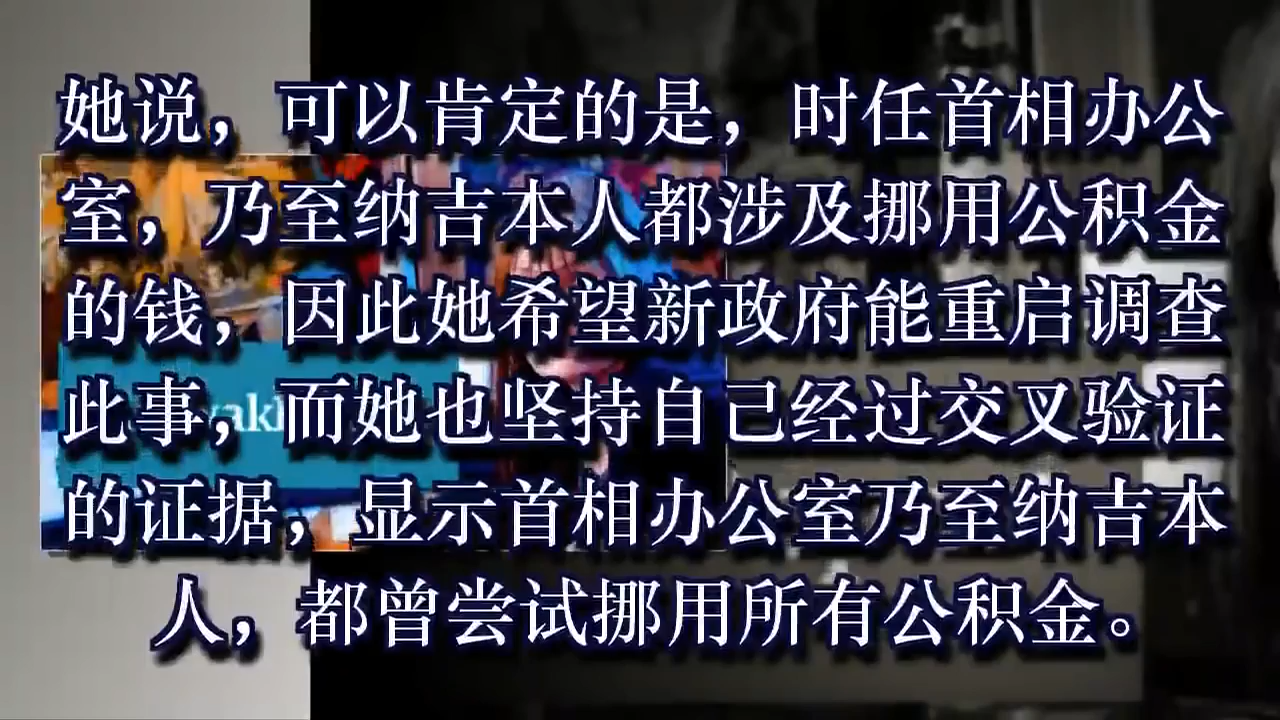 她说，可以肯定的是，时任首相办公
室，乃至纳吉本人都涉及挪用公积金
的钱，因此她希望新政府能重启调查
此事，而她也坚持自己经过交叉验证
的证据，显示首相办公室乃至纳吉本
人，都曾尝试挪用所有公积金。